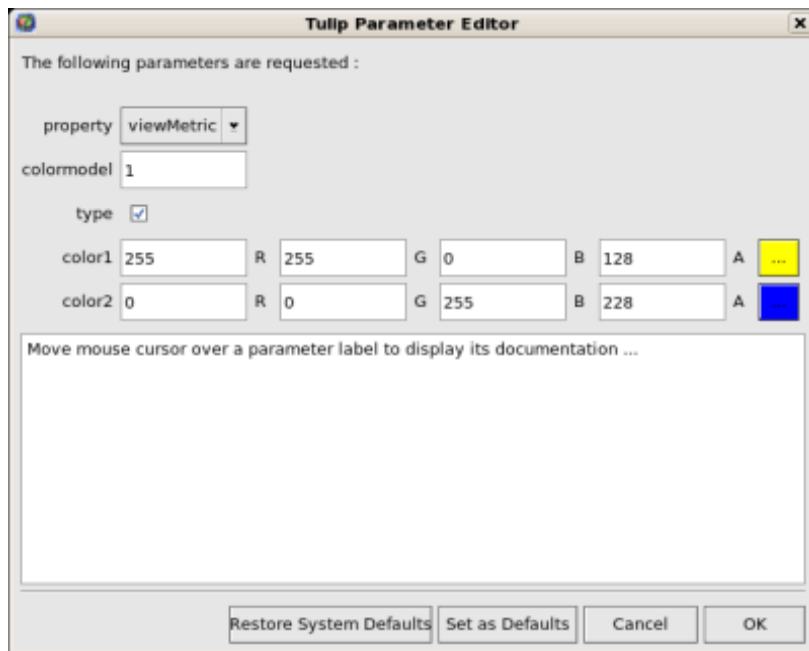 Tulip Parameter Editor
The following parameters are requested :
property viewMetric
colormodel 1
type
color1 255 R 255 G 0 B 128 A ...
color2 0 R 0 G 255 B 228 A ...
Move mouse cursor over a parameter label to display its documentation ...
Restore System Defaults Set as Defaults Cancel OK